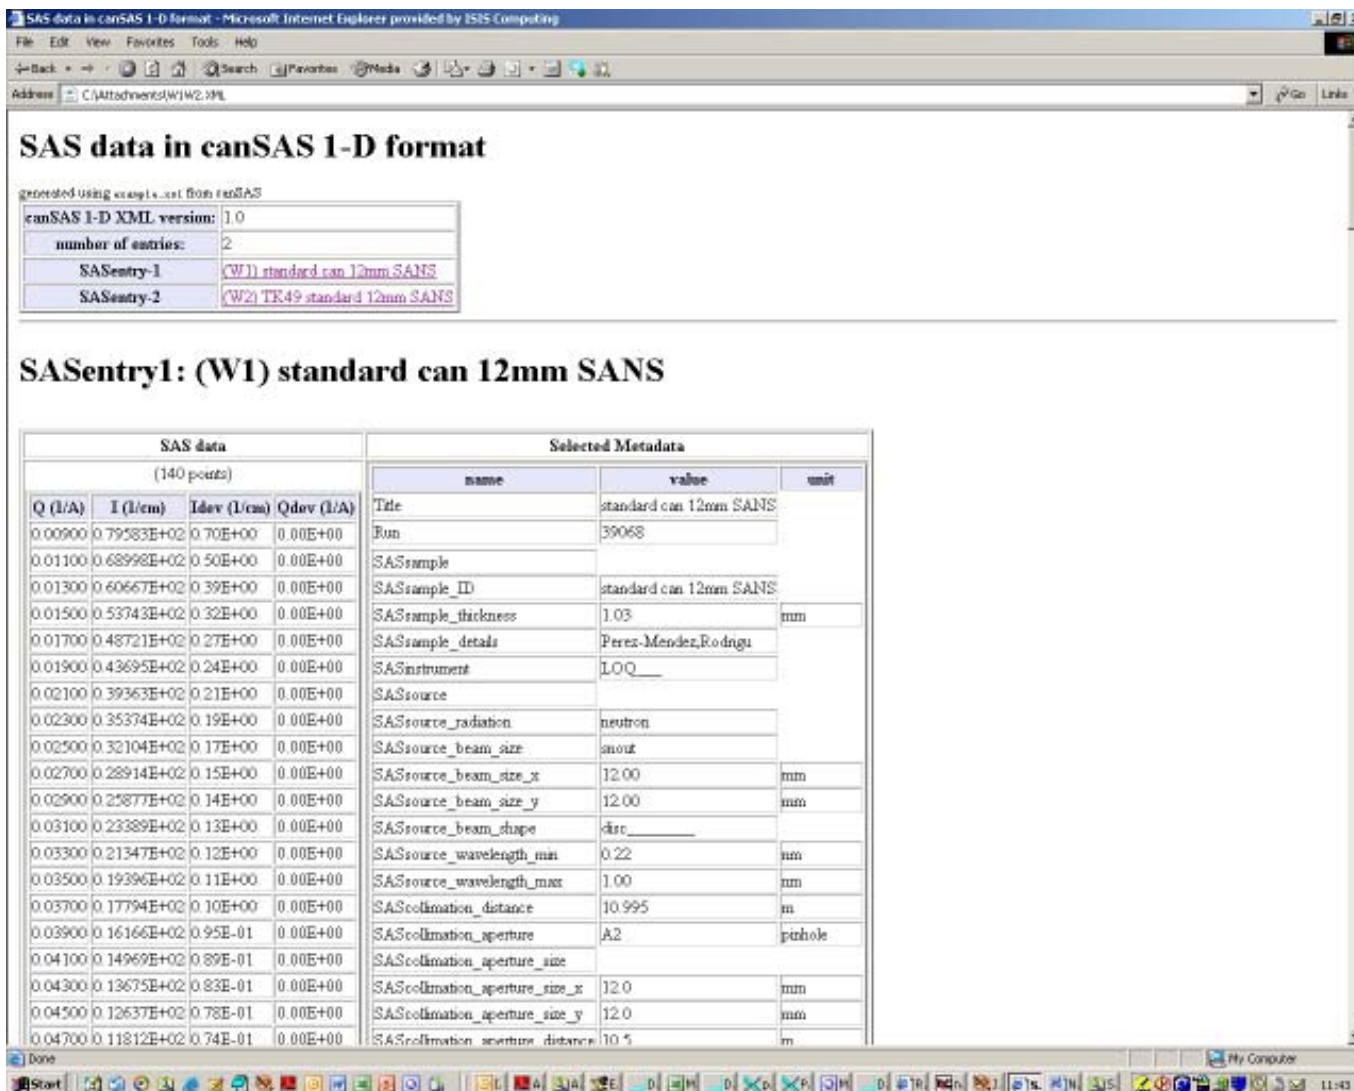 SAS data in canSAS 1-D format - Microsoft Internet Explorer provided by ISIS Computing
File Edit View Favorites Tools Help
Back Search Favorites Media
Address C:\Attachments\W1W2.XML Go Links
SAS data in canSAS 1-D format
generated using example.xsl from canSAS
canSAS 1-D XML version: 1.0
number of entries: 2
SASentry-1 (W1) standard can 12mm SANS
SASentry-2 (W2) TK49 standard 12mm SANS
SASentry1: (W1) standard can 12mm SANS
SAS data Selected Metadata
(140 points) name value unit
Q (1/A) I (1/cm) Idev (1/cm) Qdev (1/A) Title standard can 12mm SANS
0.00900 0.79583E+02 0.70E+00 0.00E+00 Run 39068
0.01100 0.68998E+02 0.50E+00 0.00E+00 SASsample
0.01300 0.60667E+02 0.39E+00 0.00E+00 SASsample_ID standard can 12mm SANS
0.01500 0.53743E+02 0.32E+00 0.00E+00 SASsample_thickness 1.03 mm
0.01700 0.48721E+02 0.27E+00 0.00E+00 SASsample_details Perez-Mendez,Rodrigu
0.01900 0.43695E+02 0.24E+00 0.00E+00 SASinstrument LOQ___
0.02100 0.39363E+02 0.21E+00 0.00E+00 SASsource
0.02300 0.35374E+02 0.19E+00 0.00E+00 SASsource_radiation neutron
0.02500 0.32104E+02 0.17E+00 0.00E+00 SASsource_beam_size snout
0.02700 0.28914E+02 0.15E+00 0.00E+00 SASsource_beam_size_x 12.00 mm
0.02900 0.25877E+02 0.14E+00 0.00E+00 SASsource_beam_size_y 12.00 mm
0.03100 0.23389E+02 0.13E+00 0.00E+00 SASsource_beam_shape disc________
0.03300 0.21347E+02 0.12E+00 0.00E+00 SASsource_wavelength_min 0.22 nm
0.03500 0.19396E+02 0.11E+00 0.00E+00 SASsource_wavelength_max 1.00 nm
0.03700 0.17794E+02 0.10E+00 0.00E+00 SAScollimation_distance 10.995 m
0.03900 0.16166E+02 0.95E-01 0.00E+00 SAScollimation_aperture A2 pinhole
0.04100 0.14969E+02 0.89E-01 0.00E+00 SAScollimation_aperture_size
0.04300 0.13675E+02 0.83E-01 0.00E+00 SAScollimation_aperture_size_x 12.0 mm
0.04500 0.12637E+02 0.78E-01 0.00E+00 SAScollimation_aperture_size_y 12.0 mm
0.04700 0.11812E+02 0.74E-01 0.00E+00 SAScollimation_aperture_distance 10.5 m
Done My Computer
Start 11:43